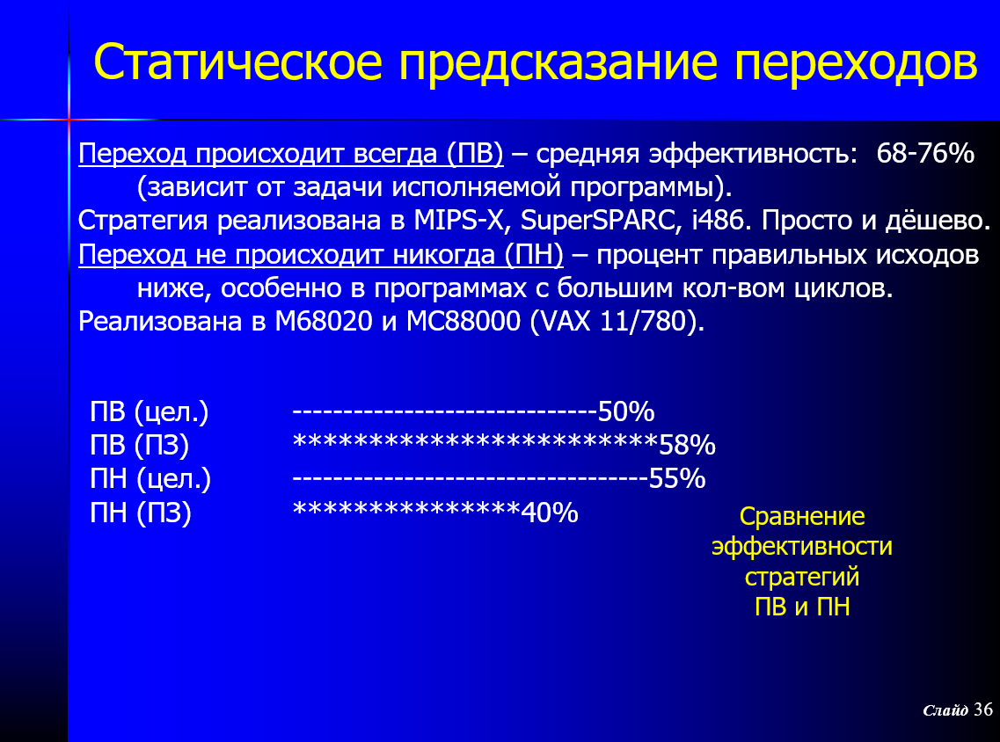 Статическое предсказание переходов
Переход происходит всегда (ПВ) – средняя эффективность: 68-76%
(зависит от задачи исполняемой программы).
Стратегия реализована в MIPS-X, SuperSPARC, i486. Просто и дёшево.
Переход не происходит никогда (ПН) – процент правильных исходов
ниже, особенно в программах с большим кол-вом циклов.
Реализована в M68020 и MC88000 (VAX 11/780).
ПВ (цел.) ------------------------------50%
ПВ (ПЗ) ************************58%
ПН (цел.) -----------------------------------55%
ПН (ПЗ) ***************40%
Сравнение
эффективности
стратегий
ПВ и ПН
Слайд 36